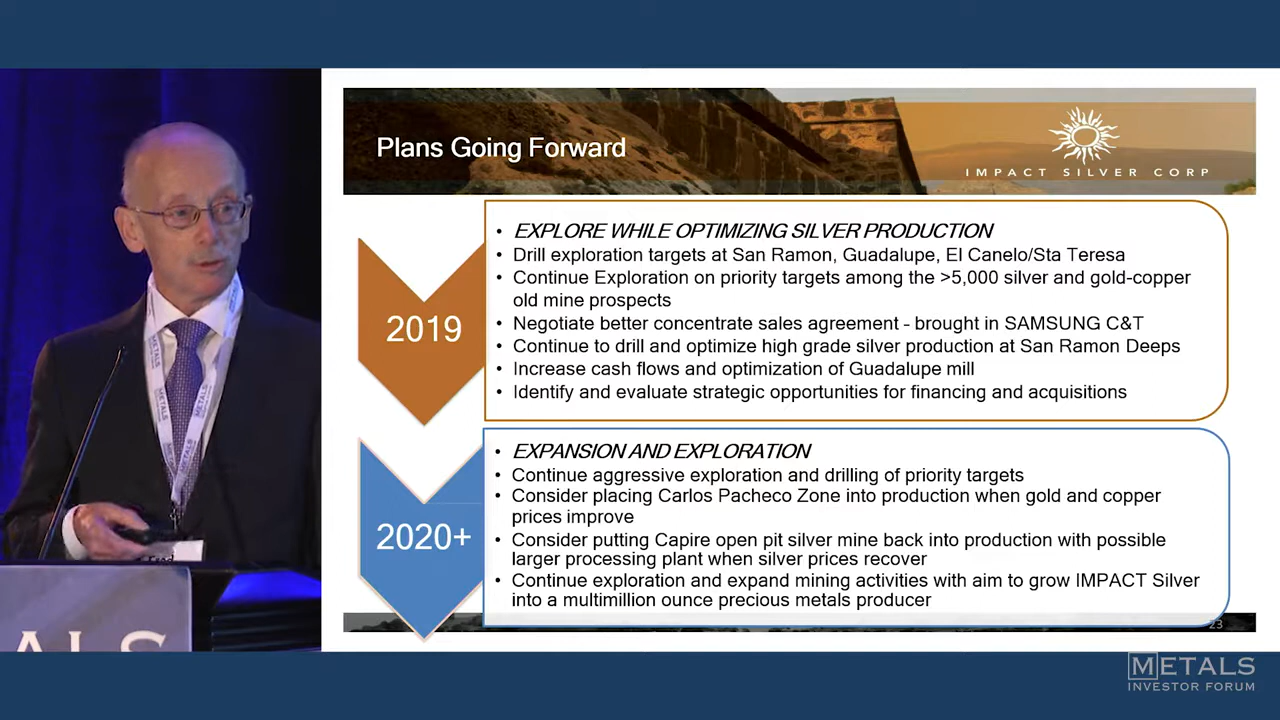 Plans Going Forward
IMPACT SILVER CORP
2019
• EXPLORE WHILE OPTIMIZING SILVER PRODUCTION
• Drill exploration targets at San Ramon, Guadalupe, El Canelo/Sta Teresa
• Continue Exploration on priority targets among the >5,000 silver and gold-copper
old mine prospects
• Negotiate better concentrate sales agreement - brought in SAMSUNG C&T
• Continue to drill and optimize high grade silver production at San Ramon Deeps
• Increase cash flows and optimization of Guadalupe mill
• Identify and evaluate strategic opportunities for financing and acquisitions
2020+
• EXPANSION AND EXPLORATION
• Continue aggressive exploration and drilling of priority targets
• Consider placing Carlos Pacheco Zone into production when gold and copper
prices improve
• Consider putting Capire open pit silver mine back into production with possible
larger processing plant when silver prices recover
• Continue exploration and expand mining activities with aim to grow IMPACT Silver
into a multimillion ounce precious metals producer
23
METALS
METALS
ALS
METALS
INVESTOR FORUM